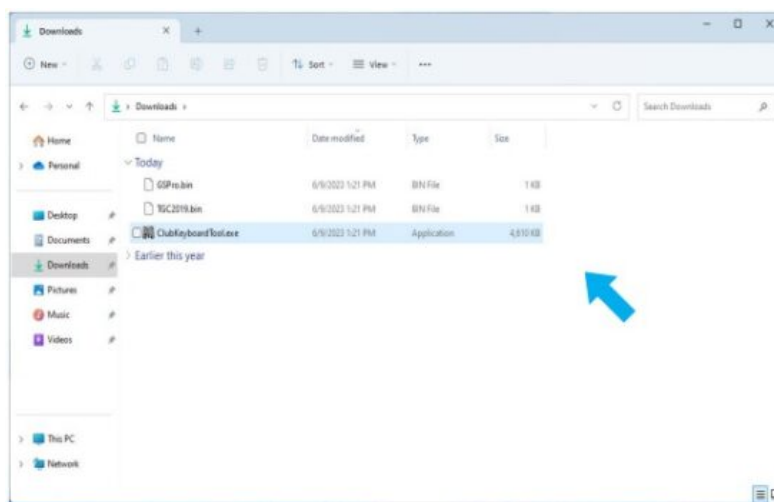 Downloads
New
Sort
View
Downloads
Search Downloads
Home
Personal
Desktop
Documents
Downloads
Pictures
Music
Videos
This PC
Network
Name Date modified Type Size
Today
GSPro.bin 6/9/2023 1:21 PM BIN File 1 KB
TGC2019.bin 6/9/2023 1:21 PM BIN File 1 KB
ClubKeyboardTool.exe 6/9/2023 1:21 PM Application 4,610 KB
Earlier this year